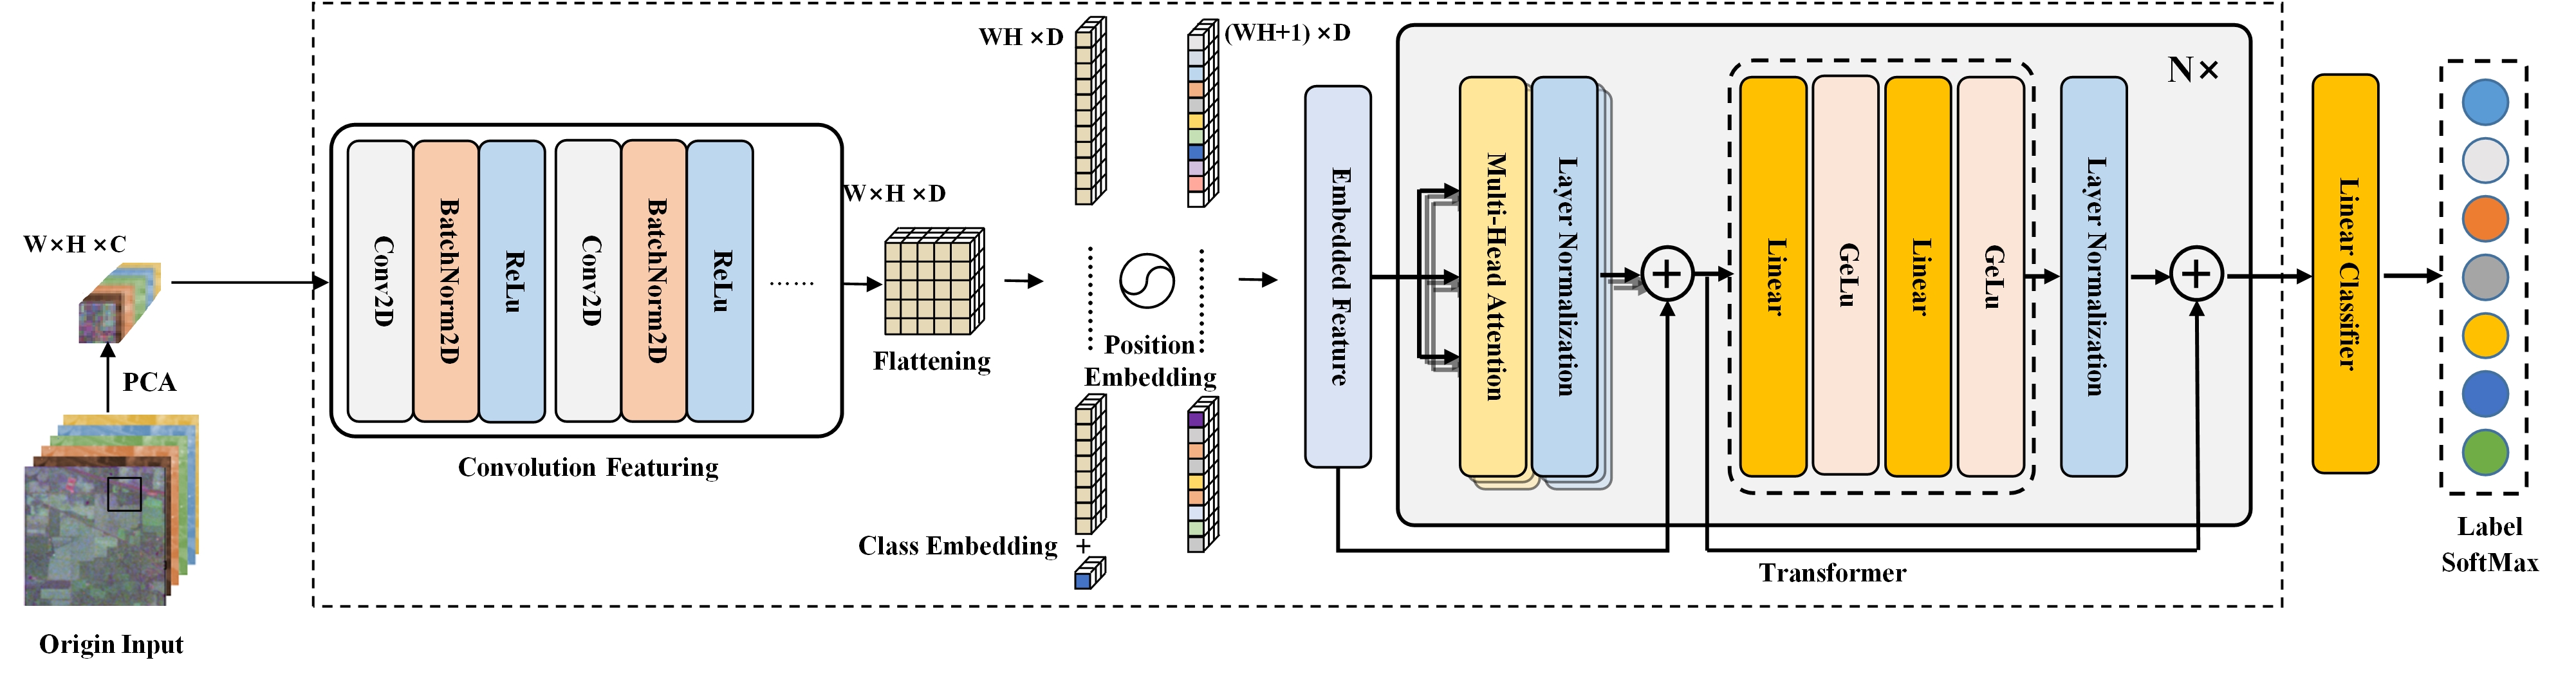 W×H ×C
PCA
Origin Input
Conv2D
BatchNorm2D
ReLu
Conv2D
BatchNorm2D
ReLu
......
Convolution Featuring
W×H ×D
Flattening
WH ×D
(WH+1) ×D
Position
Embedding
Class Embedding +
Embedded Feature
Multi-Head Attention
Layer Normalization
+
Linear
GeLu
Linear
GeLu
Layer Normalization
+
N×
Transformer
Linear Classifier
Label
SoftMax